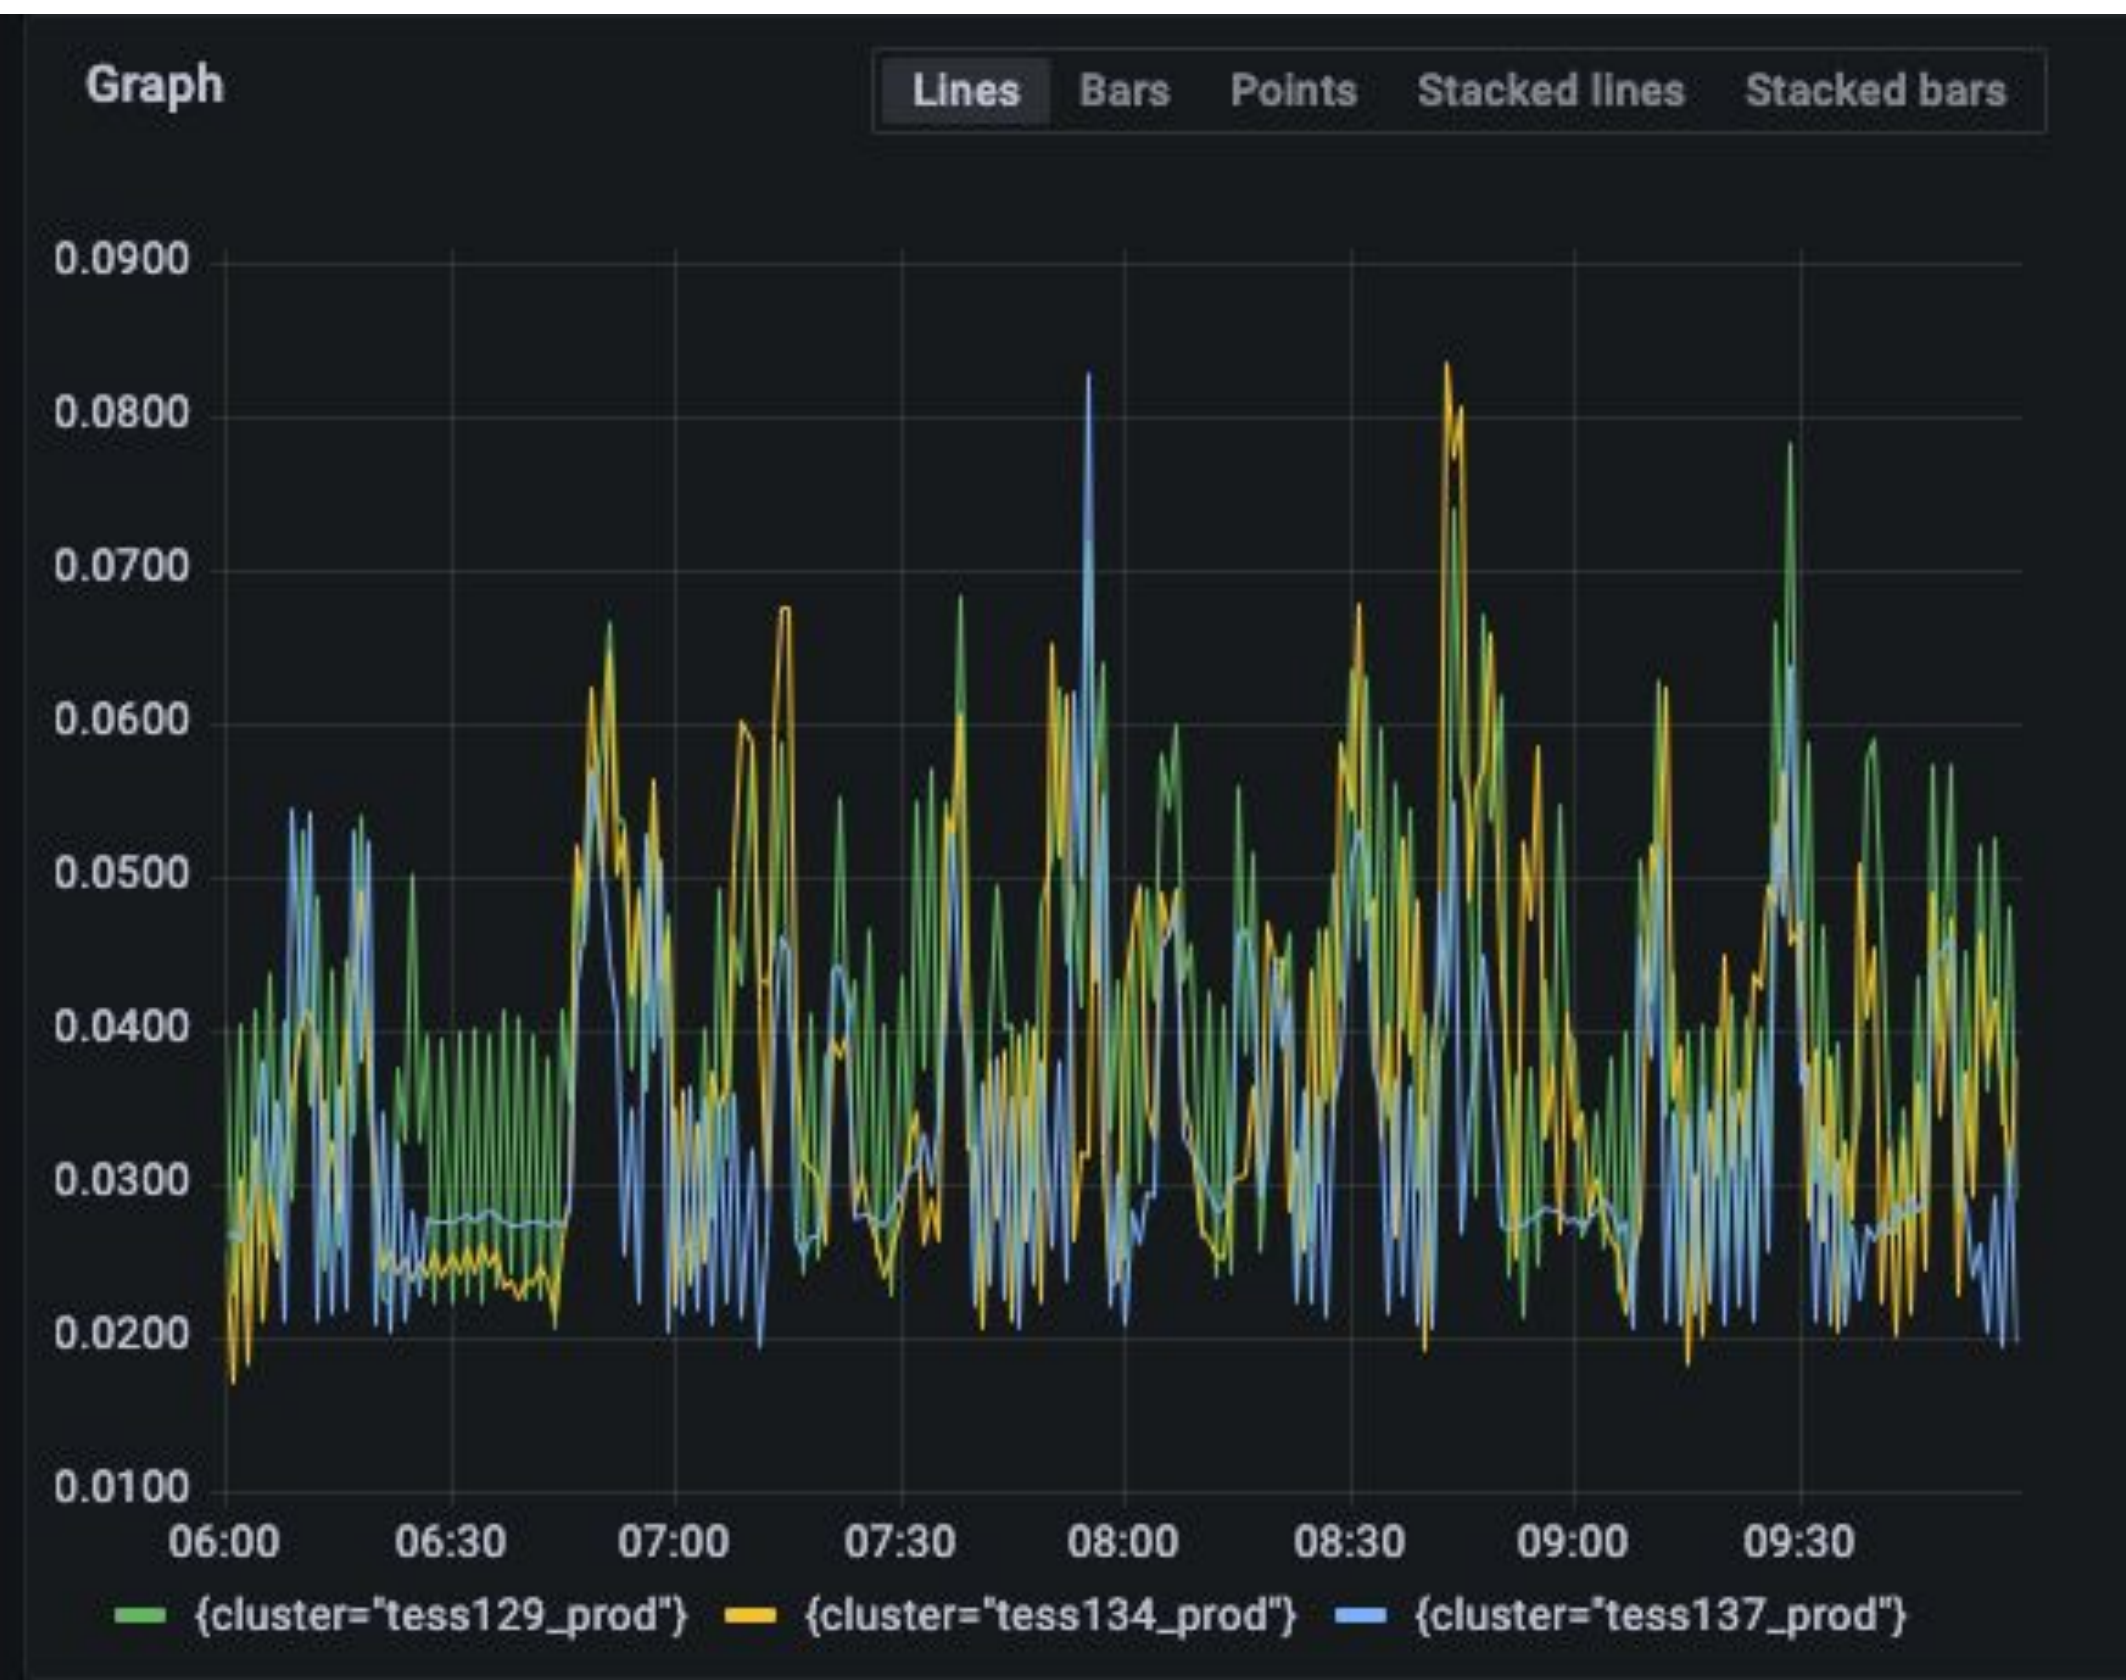 Graph
Lines Bars Points Stacked lines Stacked bars
0.0900
0.0800
0.0700
0.0600
0.0500
0.0400
0.0300
0.0200
0.0100
06:00 06:30 07:00 07:30 08:00 08:30 09:00 09:30
{cluster="tess129_prod"} {cluster="tess134_prod"} {cluster="tess137_prod"}